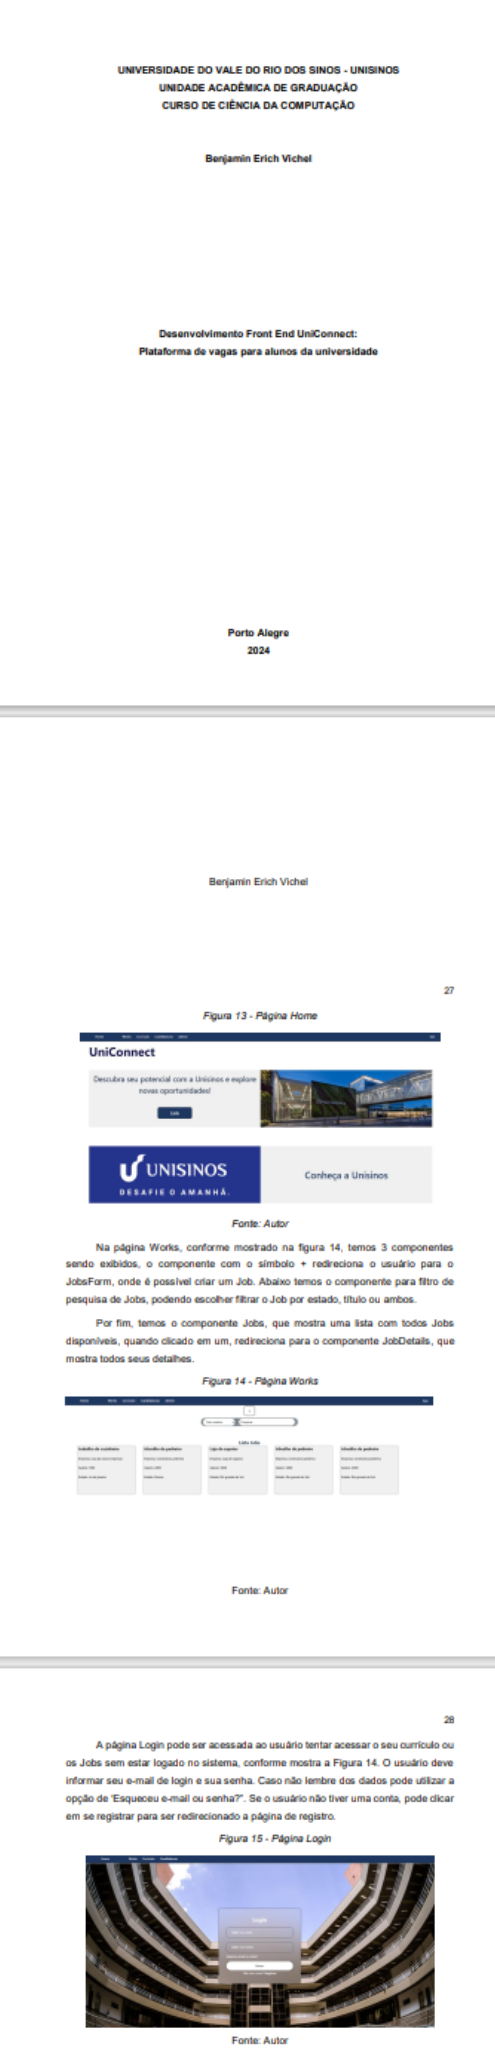 UNIVERSIDADE DO VALE DO RIO DOS SINOS - UNISINOS
UNIDADE ACADÊMICA DE GRADUAÇÃO
CURSO DE CIÊNCIA DA COMPUTAÇÃO
Benjamin Erich Vichel
Desenvolvimento Front End UniConnect:
Plataforma de vagas para alunos da universidade
Porto Alegre
2024
Benjamin Erich Vichel
27
Figura 13 - Página Home
UniConnect
Descubra seu potencial com a Unisinos e explore
novas oportunidades!
UNISINOS
DESAFIE O AMANHÃ.
Conheça a Unisinos
Fonte: Autor
Na página Works, conforme mostrado na figura 14, temos 3 componentes
sendo exibidos, o componente com o símbolo + redireciona o usuário para o
JobsForm, onde é possível criar um Job. Abaixo temos o componente para filtro de
pesquisa de Jobs, podendo escolher filtrar o Job por estado, título ou ambos.
Por fim, temos o componente Jobs, que mostra uma lista com todos Jobs
disponíveis, quando clicado em um, redireciona para o componente JobDetails, que
mostra todos seus detalhes.
Figura 14 - Página Works
Lista Jobs
Fonte: Autor
28
A página Login pode ser acessada ao usuário tentar acessar o seu currículo ou
os Jobs sem estar logado no sistema, conforme mostra a Figura 14. O usuário deve
informar seu e-mail de login e sua senha. Caso não lembre dos dados pode utilizar a
opção de 'Esqueceu e-mail ou senha?". Se o usuário não tiver uma conta, pode clicar
em se registrar para ser redirecionado a página de registro.
Figura 15 - Página Login
Login
Fonte: Autor